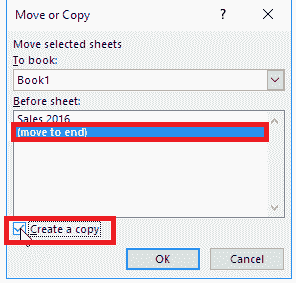 Move or Copy
?
Move selected sheets
To book:
Book1
Before sheet:
Sales 2016
(move to end)
Create a copy
OK
Cancel